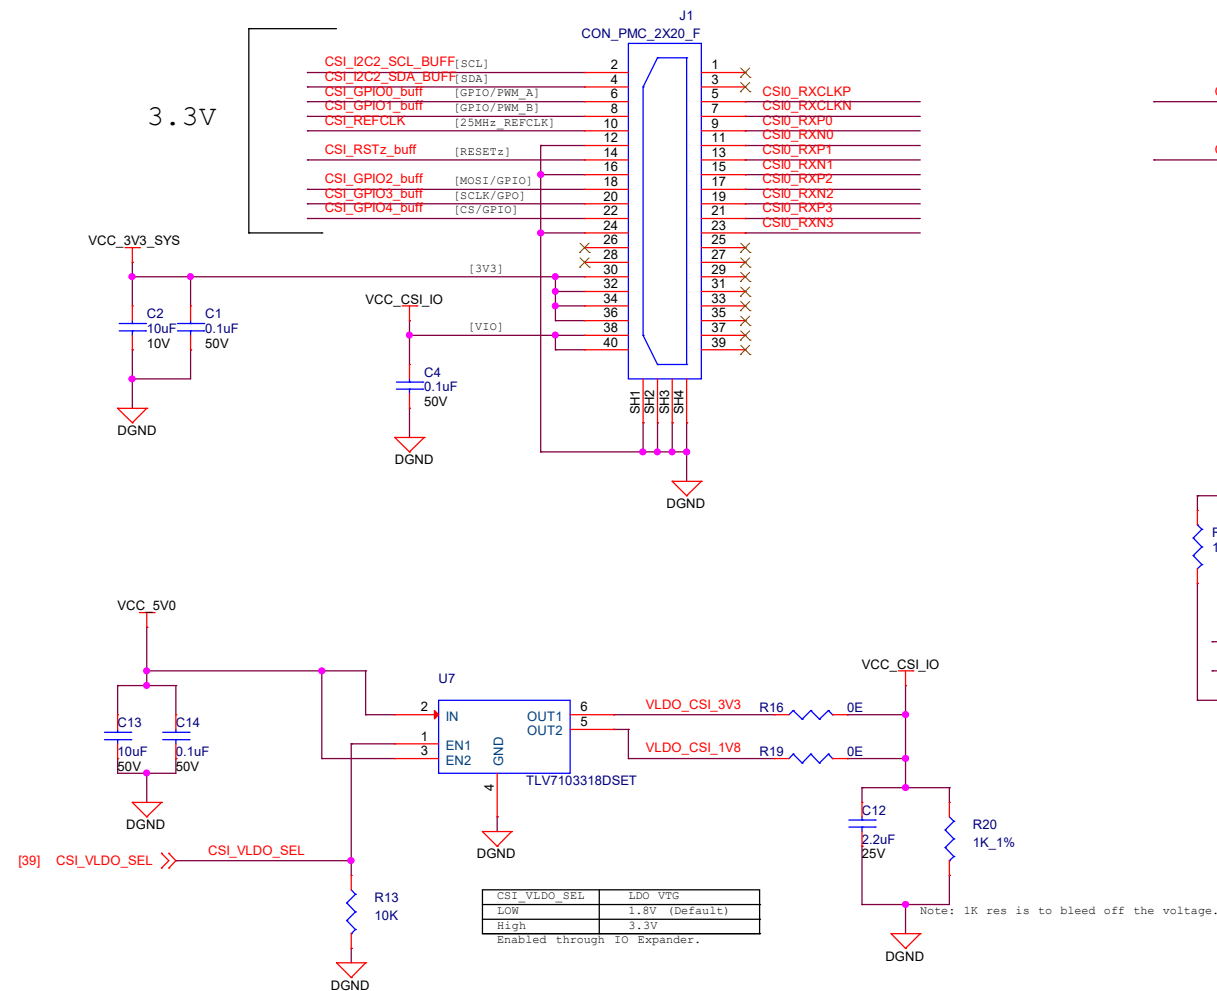 J1
CON_PMC_2X20_F
3.3V
CSI_I2C2_SCL_BUFF [SCL] 2 1
CSI_I2C2_SDA_BUFF [SDA] 4 3
CSI_GPIO0_buff [GPIO/PWM_A] 6 5 CSI0_RXCLKP
CSI_GPIO1_buff [GPIO/PWM_B] 8 7 CSI0_RXCLKN
CSI_REFCLK [25MHz_REFCLK] 10 9 CSI0_RXP0
12 11 CSI0_RXN0
CSI_RSTz_buff [RESETz] 14 13 CSI0_RXP1
16 15 CSI0_RXN1
CSI_GPIO2_buff [MOSI/GPIO] 18 17 CSI0_RXP2
CSI_GPIO3_buff [SCLK/GPO] 20 19 CSI0_RXN2
CSI_GPIO4_buff [CS/GPIO] 22 21 CSI0_RXP3
24 23 CSI0_RXN3
VCC_3V3_SYS
26 25
28 27
[3V3] 30 29
32 31
VCC_CSI_IO
34 33
36 35
[VIO] 38 37
40 39
C2
10uF
10V
C1
0.1uF
50V
C4
0.1uF
50V
SH1
SH2
SH3
SH4
DGND
DGND
DGND
VCC_5V0
U7
C13
10uF
50V
C14
0.1uF
50V
DGND
2 IN
1 EN1
3 EN2
GND
4
OUT1 6
OUT2 5
TLV7103318DSET
DGND
VLDO_CSI_3V3 R16 0E
VLDO_CSI_1V8 R19 0E
VCC_CSI_IO
C12
2.2uF
25V
R20
1K_1%
Note: 1K res is to bleed off the voltage.
DGND
[39] CSI_VLDO_SEL CSI_VLDO_SEL
R13
10K
DGND
CSI_VLDO_SEL LDO VTG
LOW 1.8V (Default)
High 3.3V
Enabled through IO Expander.